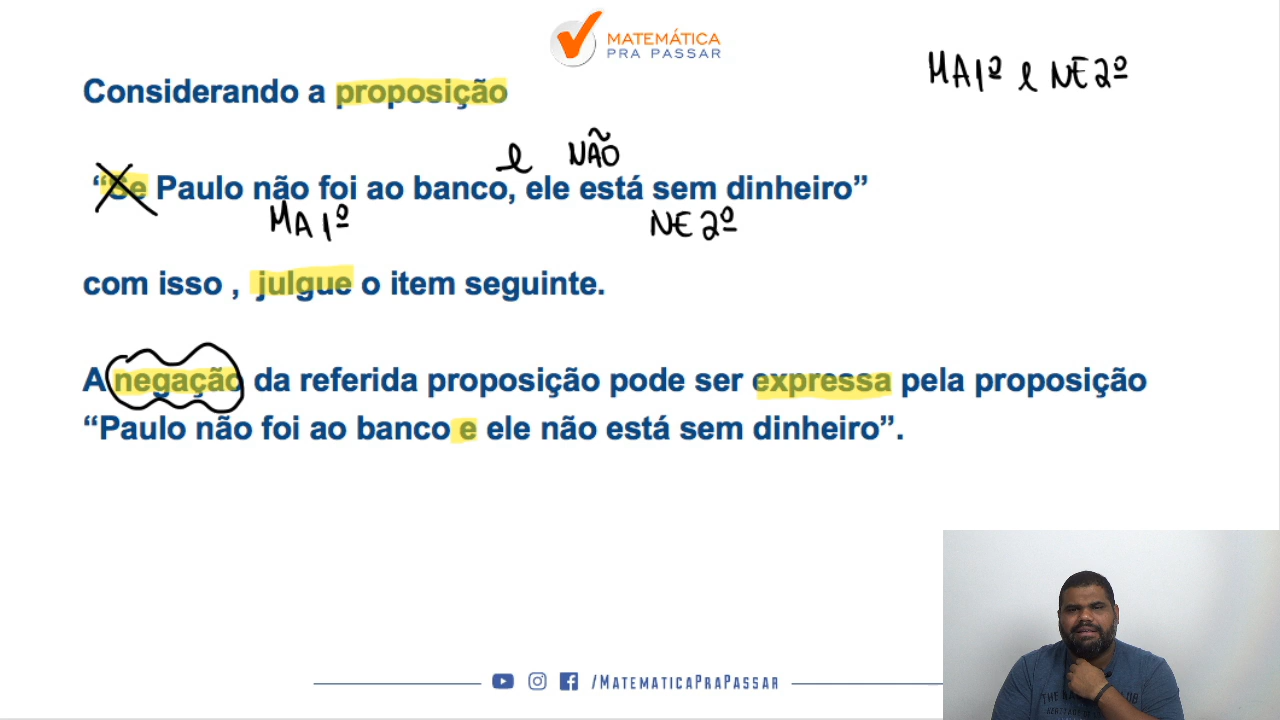 MATEMÁTICA
PRA PASSAR
MA1º e NE2º
Considerando a proposição
e NÃO
“Se Paulo não foi ao banco, ele está sem dinheiro”
MA1º NE2º
com isso , julgue o item seguinte.
A negação da referida proposição pode ser expressa pela proposição
“Paulo não foi ao banco e ele não está sem dinheiro”.
/MATEMATICAPRAPASSAR